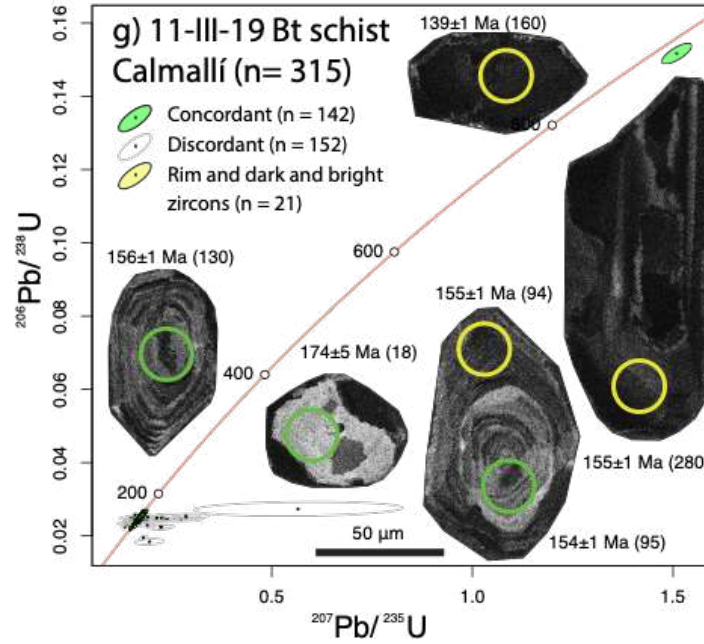 g) 11-III-19 Bt schist
Calmallí (n= 315)
Concordant (n = 142)
Discordant (n = 152)
Rim and dark and bright
zircons (n = 21)
139±1 Ma (160)
156±1 Ma (130)
174±5 Ma (18)
155±1 Ma (94)
155±1 Ma (280
154±1 Ma (95)
50 µm
200
400
600
800
0.16
0.14
0.12
0.10
0.08
0.06
0.04
0.02
206Pb/238U
0.5
1.0
1.5
207Pb/235U